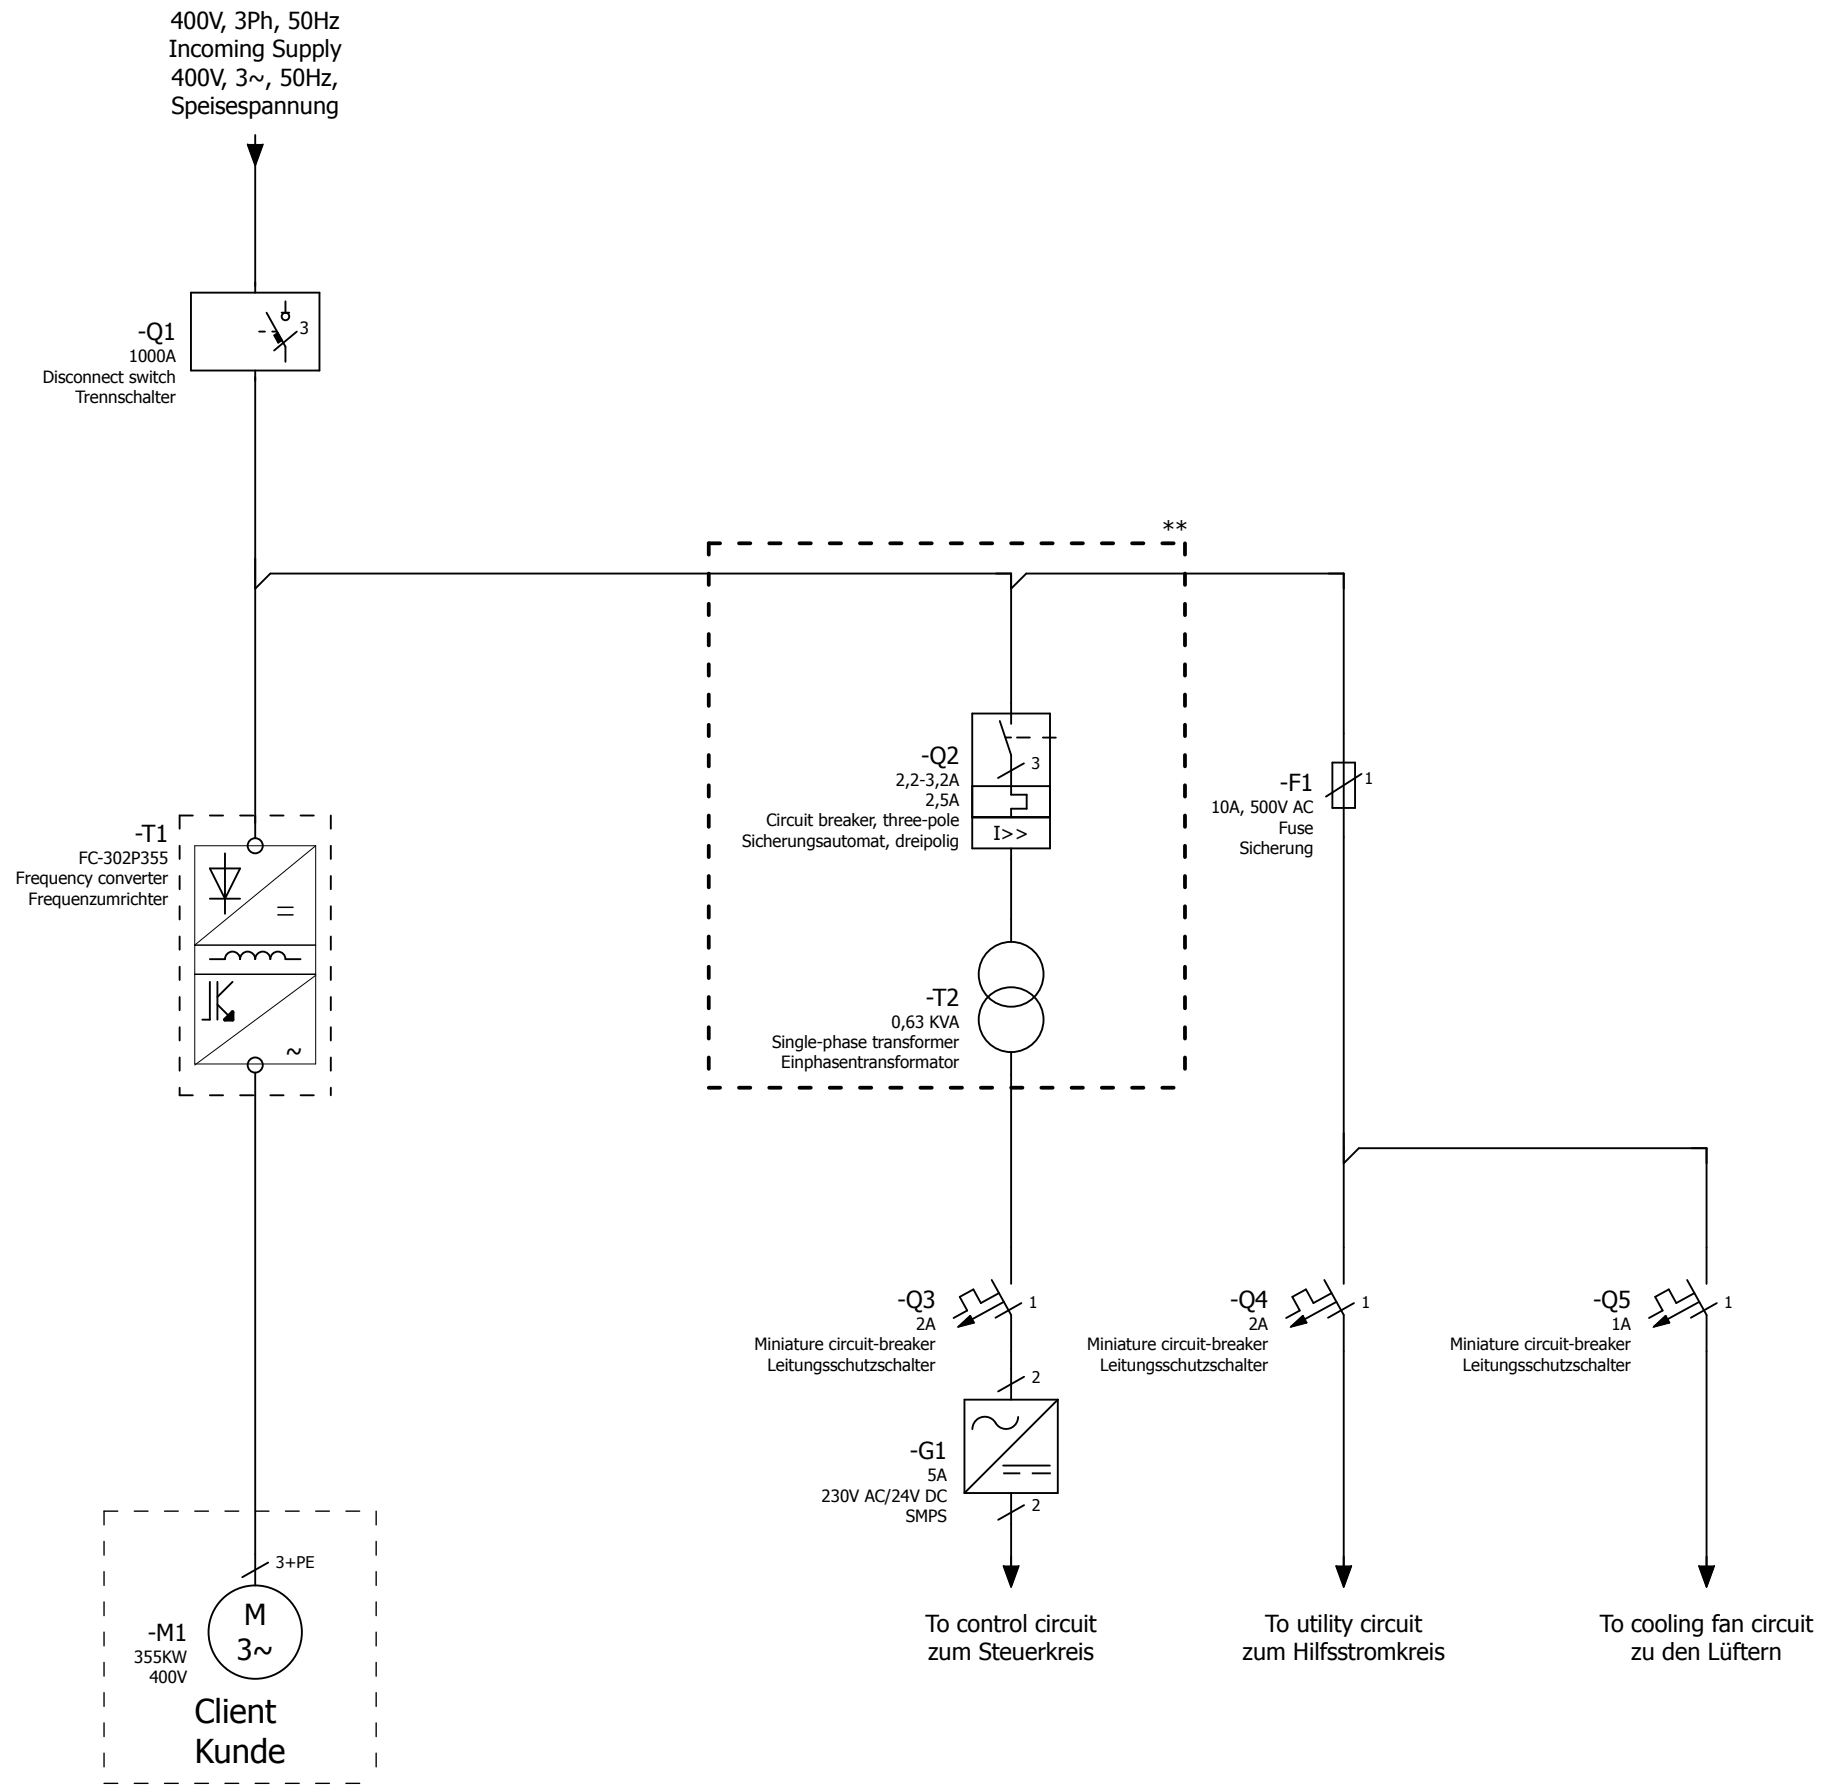 400V, 3Ph, 50Hz
Incoming Supply
400V, 3~, 50Hz,
Speisespannung
-Q1
1000A
Disconnect switch
Trennschalter
3
**
-Q2
2,2-3,2A
2,5A
Circuit breaker, three-pole
Sicherungsautomat, dreipolig
3
I>>
-F1
10A, 500V AC
Fuse
Sicherung
1
-T1
FC-302P355
Frequency converter
Frequenzumrichter
=
~
-T2
0,63 KVA
Single-phase transformer
Einphasentransformator
-Q3
2A
Miniature circuit-breaker
Leitungsschutzschalter
1
-Q4
2A
Miniature circuit-breaker
Leitungsschutzschalter
1
-Q5
1A
Miniature circuit-breaker
Leitungsschutzschalter
1
2
-G1
5A
230V AC/24V DC
SMPS
2
3+PE
-M1
355KW
400V
M
3~
Client
Kunde
To control circuit
zum Steuerkreis
To utility circuit
zum Hilfsstromkreis
To cooling fan circuit
zu den Lüftern